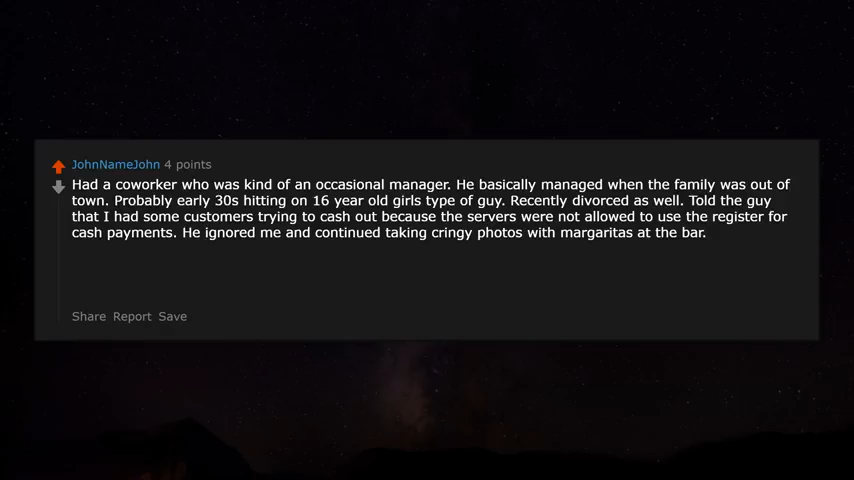 JohnNameJohn 4 points
Had a coworker who was kind of an occasional manager. He basically managed when the family was out of
town. Probably early 30s hitting on 16 year old girls type of guy. Recently divorced as well. Told the guy
that I had some customers trying to cash out because the servers were not allowed to use the register for
cash payments. He ignored me and continued taking cringy photos with margaritas at the bar.
Share Report Save